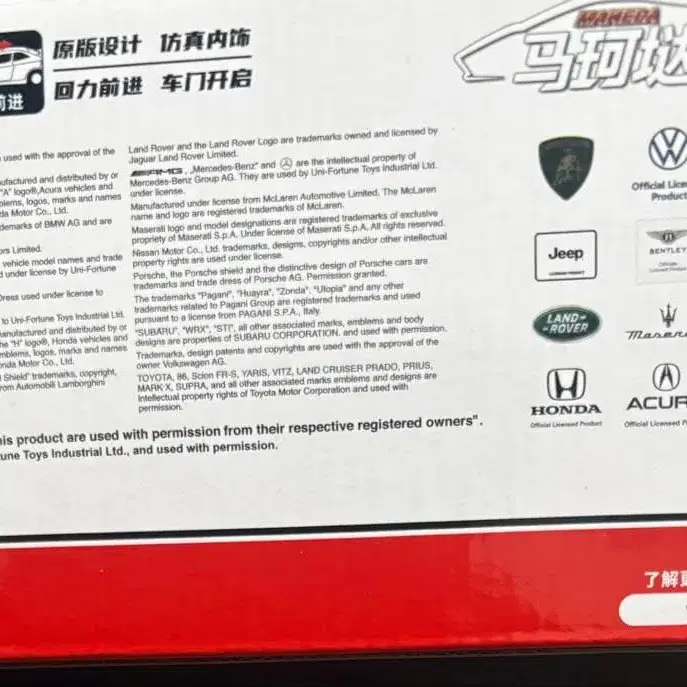 原版设计 仿真内饰
回力前进 车门开启
前进
MAKEDA
马珂垯
used with the approval of the
ufactured and distributed by or
"A" logo®,Acura vehicles and
blems, logos, marks and names
da Motor Co., Ltd.
demarks of BMW AG and are
ors Limited.
vehicle model names and trade
d under license by Uni-Fortune
Dress used under license to
to Uni-Fortune Toys Industrial Ltd.
anufactured and distributed by or
he "H" logo®, Honda vehicles and
mblems, logos, marks and names
onda Motor Co., Ltd.
Shield" trademarks, copyright,
rom Automobili Lamborghini
Land Rover and the Land Rover Logo are trademarks owned and licensed by
Jaguar Land Rover Limited.
AMG, „Mercedes-Benz" and are the intellectual property of
Mercedes-Benz Group AG. They are used by Uni-Fortune Toys Industrial Ltd.
under license.
Manufactured under license from McLaren Automotive Limited. The McLaren
name and logo are registered trademarks of McLaren.
Maserati logo and model designations are registered trademarks of exclusive
propriety of Maserati S.p.A. Under license of Maserati S.p.A. All rights reserved.
Nissan Motor Co., Ltd. trademarks, designs, copyrights and/or other intellectual
property rights are used under license.
Porsche, the Porsche shield and the distinctive design of Porsche cars are
trademarks and trade dress of Porsche AG. Permission granted.
The trademarks "Pagani", "Huayra", "Zonda", "Utopia" and any other
trademarks related to Pagani Group are registered trademarks and used
pursuant to a license from PAGANI S.P.A., Italy.
"SUBARU", "WRX", "STI", all other associated marks, emblems and body
designs are properties of SUBARU CORPORATION. and used with permission.
Trademarks, design patents and copyrights are used with the approval of the
owner Volkswagen AG.
TOYOTA, 86, Scion FR-S, YARIS, VITZ, LAND CRUISER PRADO, PRIUS,
MARK X, SUPRA, and all other associated marks emblems and designs are
Intellectual property rights of Toyota Motor Corporation and used with
permission.
his product are used with permission from their respective registered owners".
une Toys Industrial Ltd., and used with permission.
Official Lice
Product
Jeep
BENTLEY
LAND-
-ROVER
Masera
HONDA
Official Licensed Product
ACUR
Official Licensed P
了解更